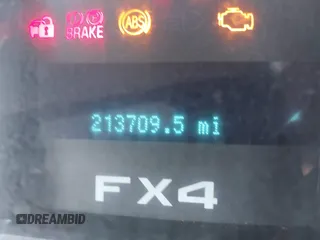 BRAKE
ABS
213709.5 mi
FX4
DREAMBID